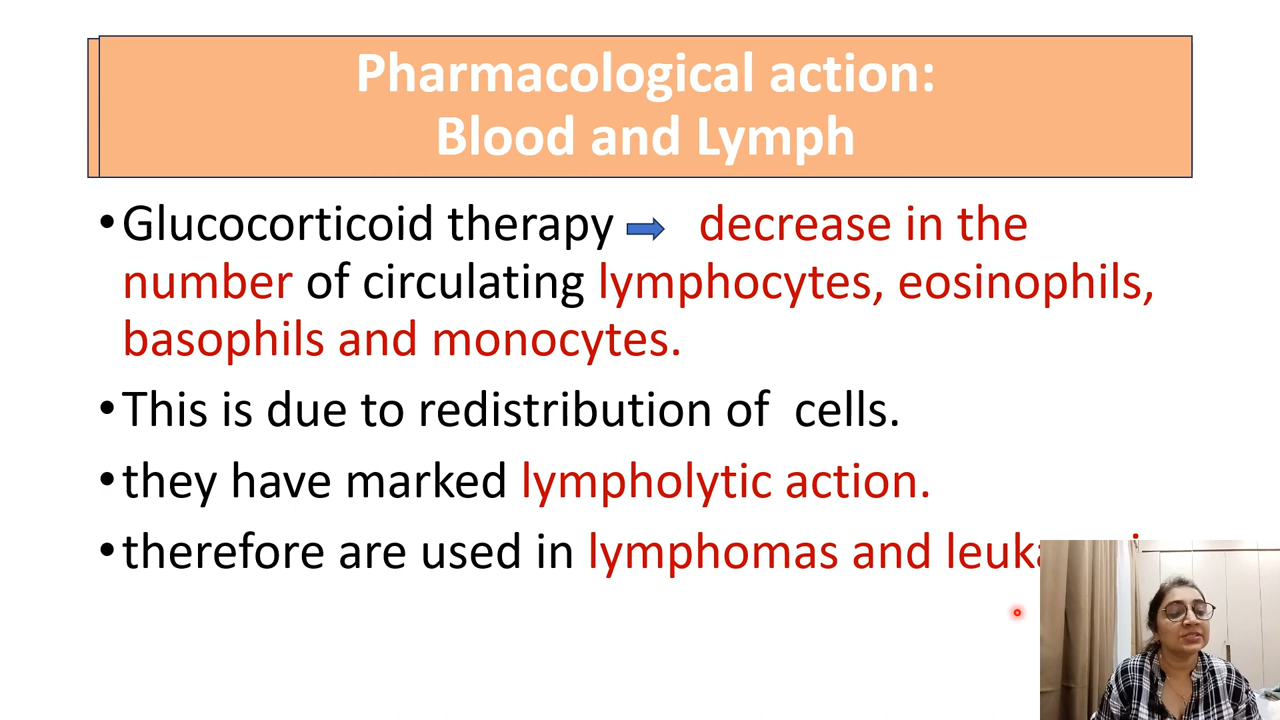 Pharmacological action:
Blood and Lymph
•Glucocorticoid therapy decrease in the
number of circulating lymphocytes, eosinophils,
basophils and monocytes.
•This is due to redistribution of cells.
•they have marked lympholytic action.
•therefore are used in lymphomas and